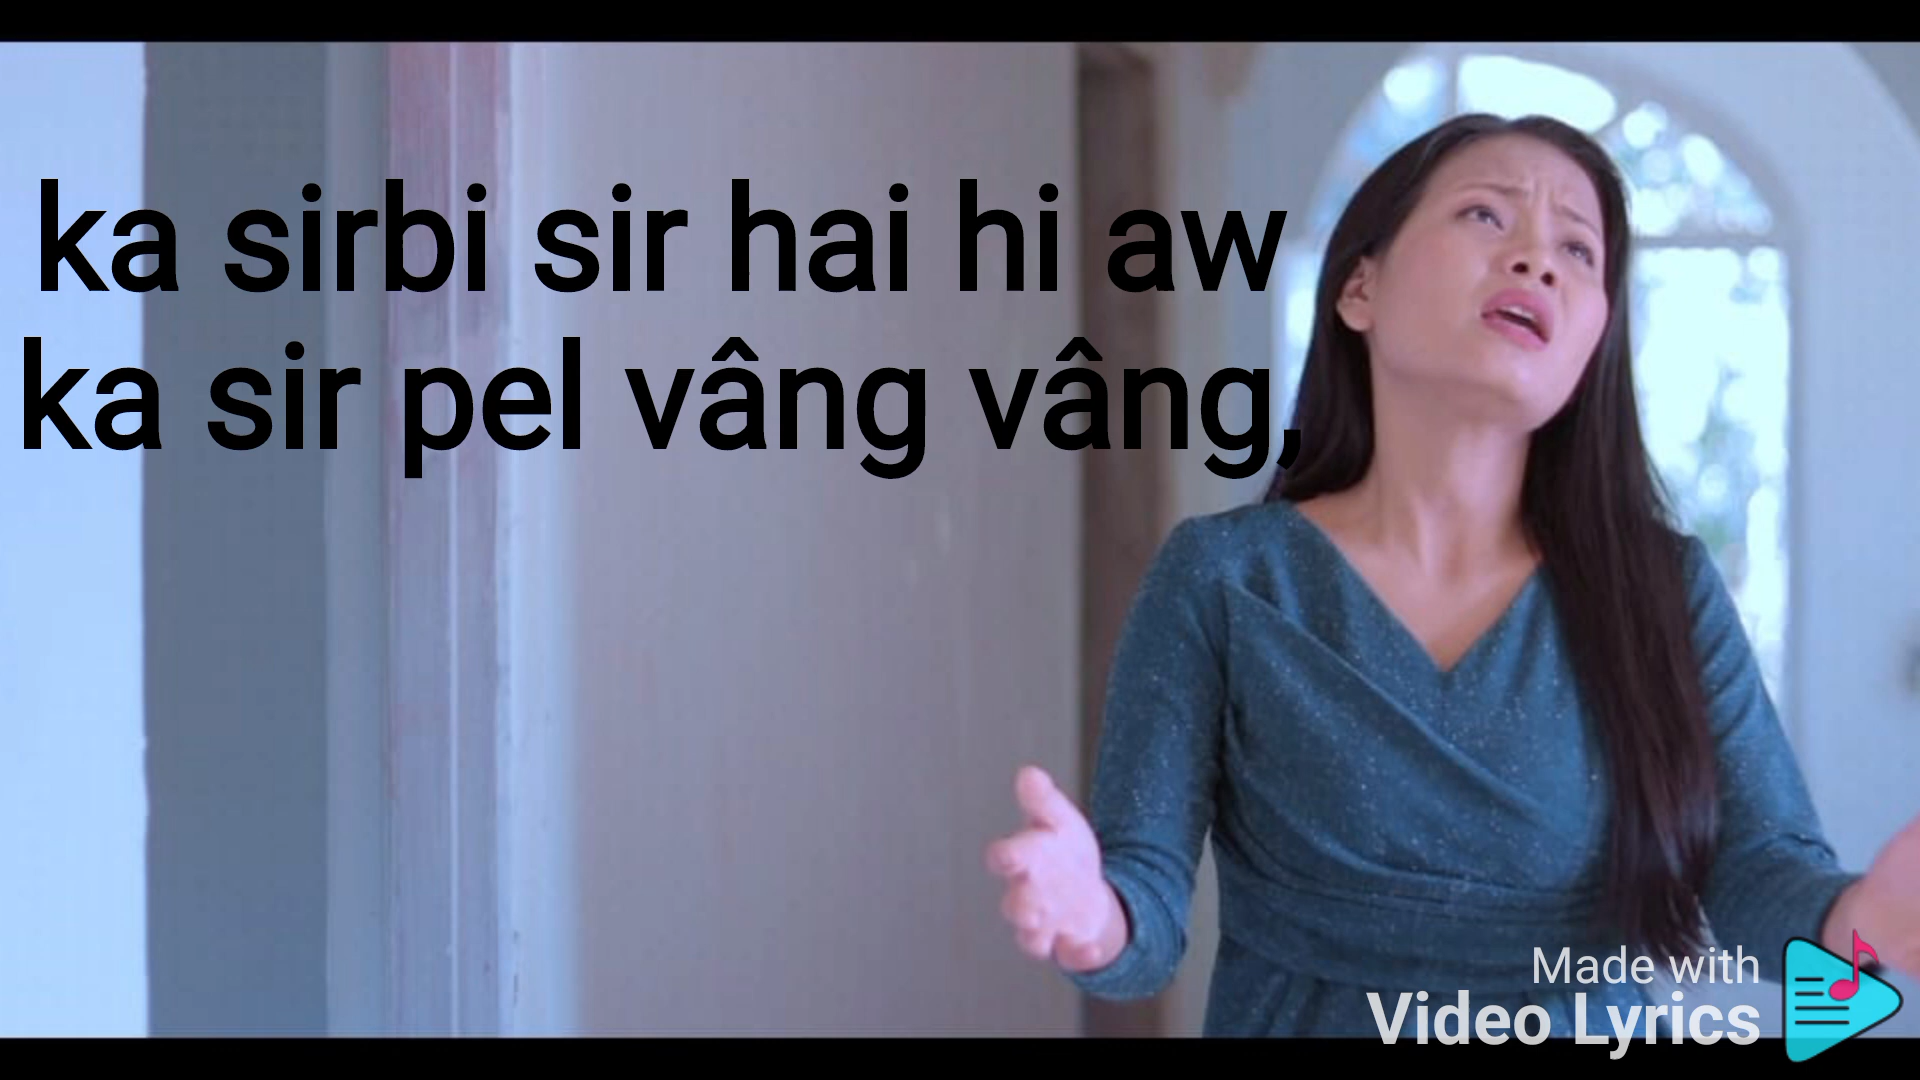 ka sirbi sir hai hi aw
ka sir pel vâng vâng,
Made with
Video Lyrics